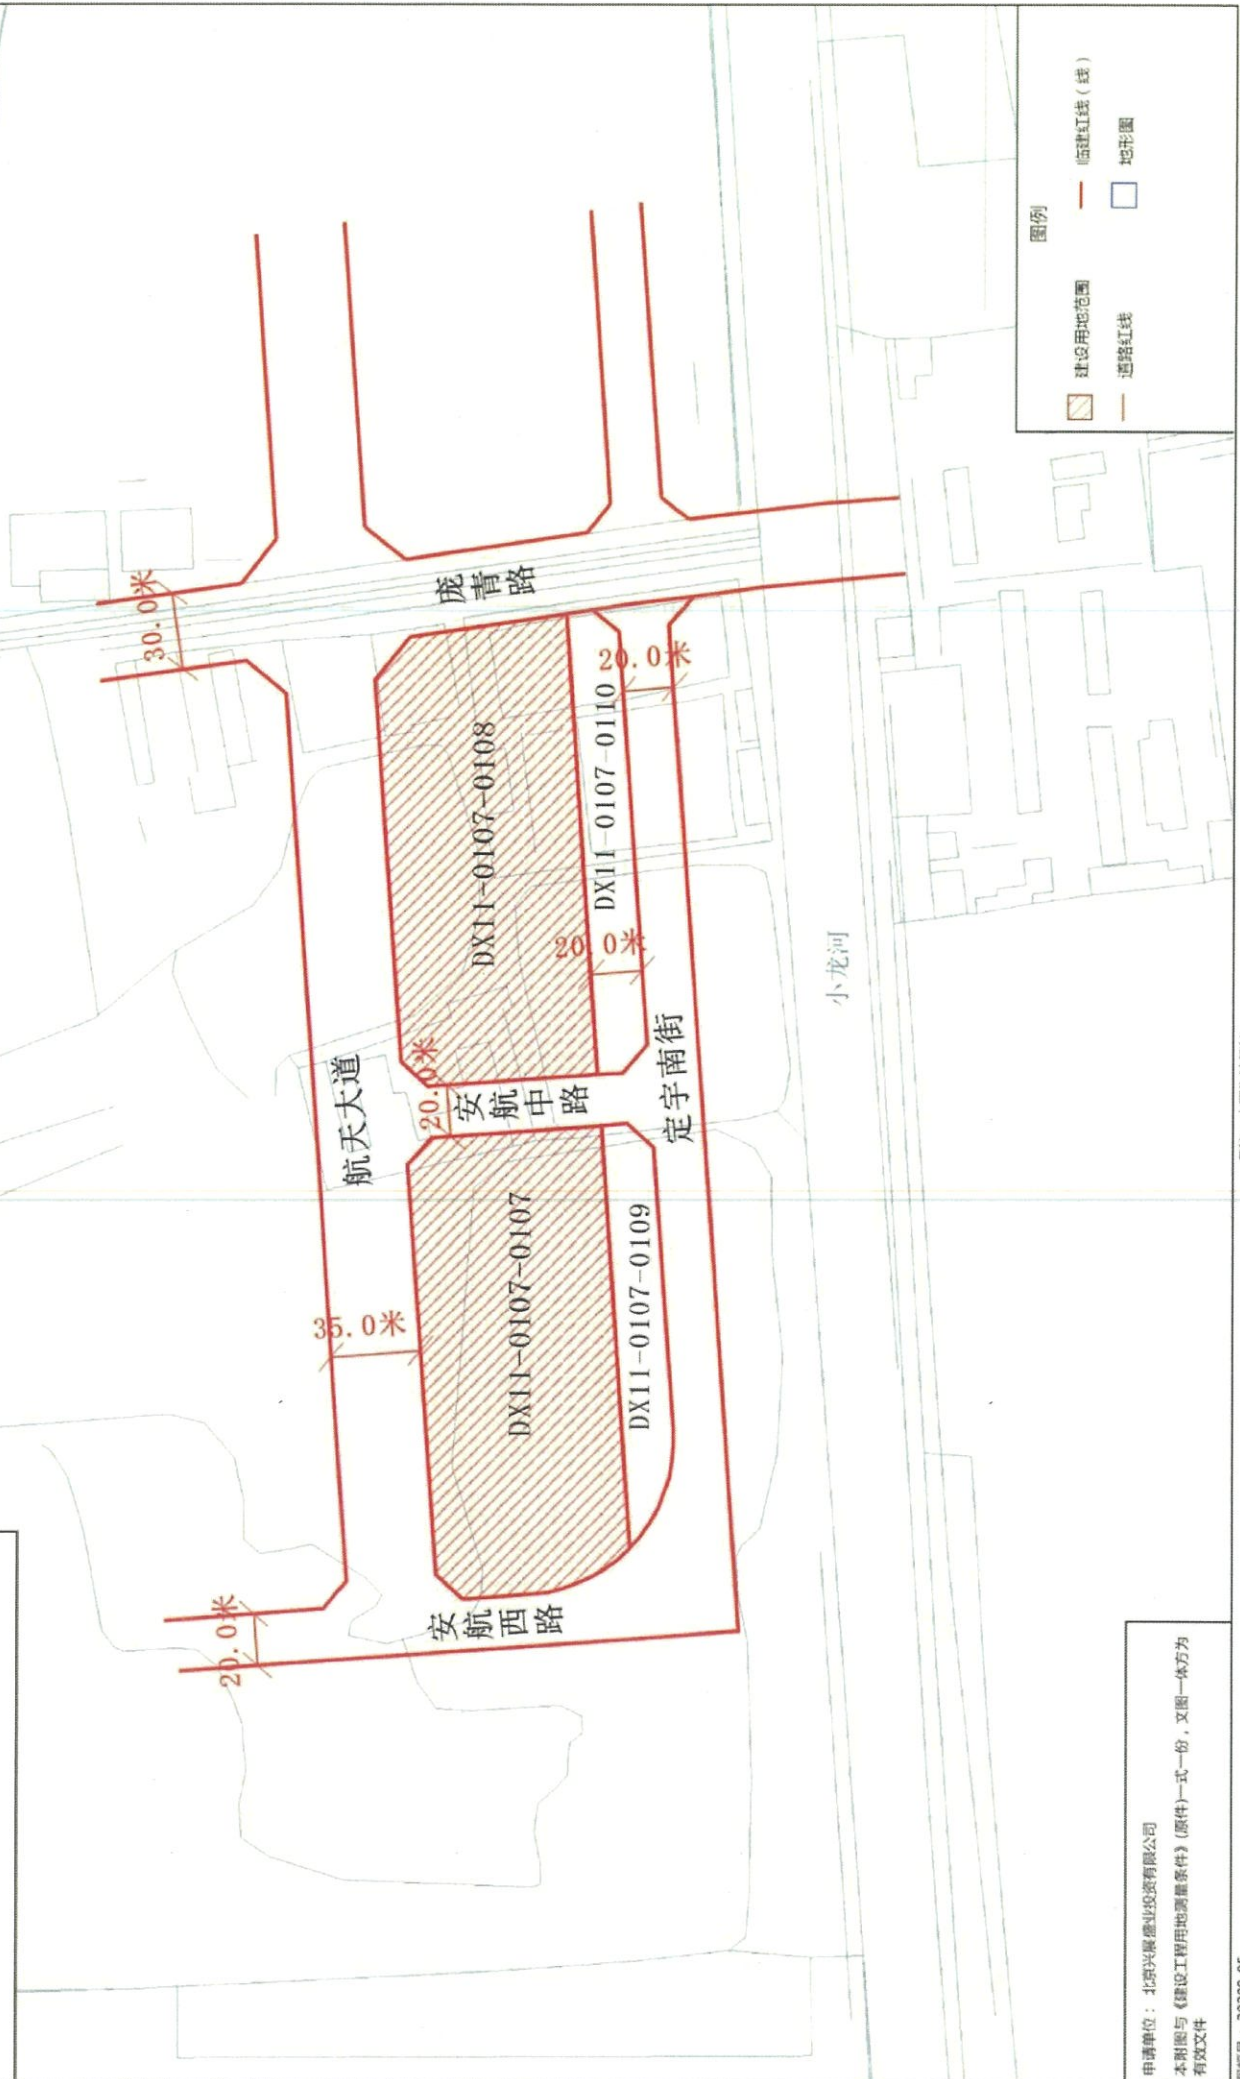 30.0米
庞青路
20.0米
DX11-0107-0108
DX11-0107-0110
20.0米
航天大道
20.0米
安航中路
定宇南街
小龙河
35.0米
DX11-0107-0107
DX11-0107-0109
20.0米
安航西路
图例
建设用地范围
临建红线(线)
道路红线
地形图
申请单位：北京兴展盛业投资有限公司
本附图与《建设工程用地测量条件》(原件)一式一份，文图一体方为
有效文件